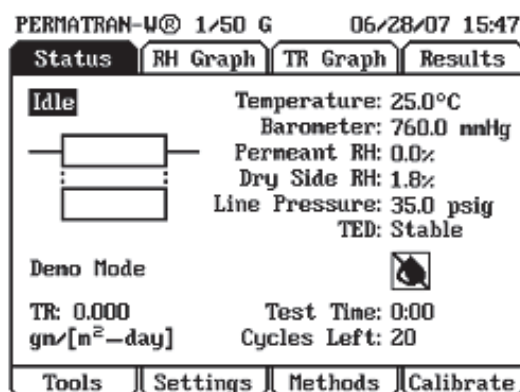 PERMATRAN-W® 1/50 G 06/28/07 15:47
Status RH Graph TR Graph Results
Idle
Temperature: 25.0°C
Barometer: 760.0 mmHg
Permeant RH: 0.0%
Dry Side RH: 1.8%
Line Pressure: 35.0 psig
TED: Stable
Demo Mode
TR: 0.000
gm/[m²-day]
Test Time: 0:00
Cycles Left: 20
Tools Settings Methods Calibrate